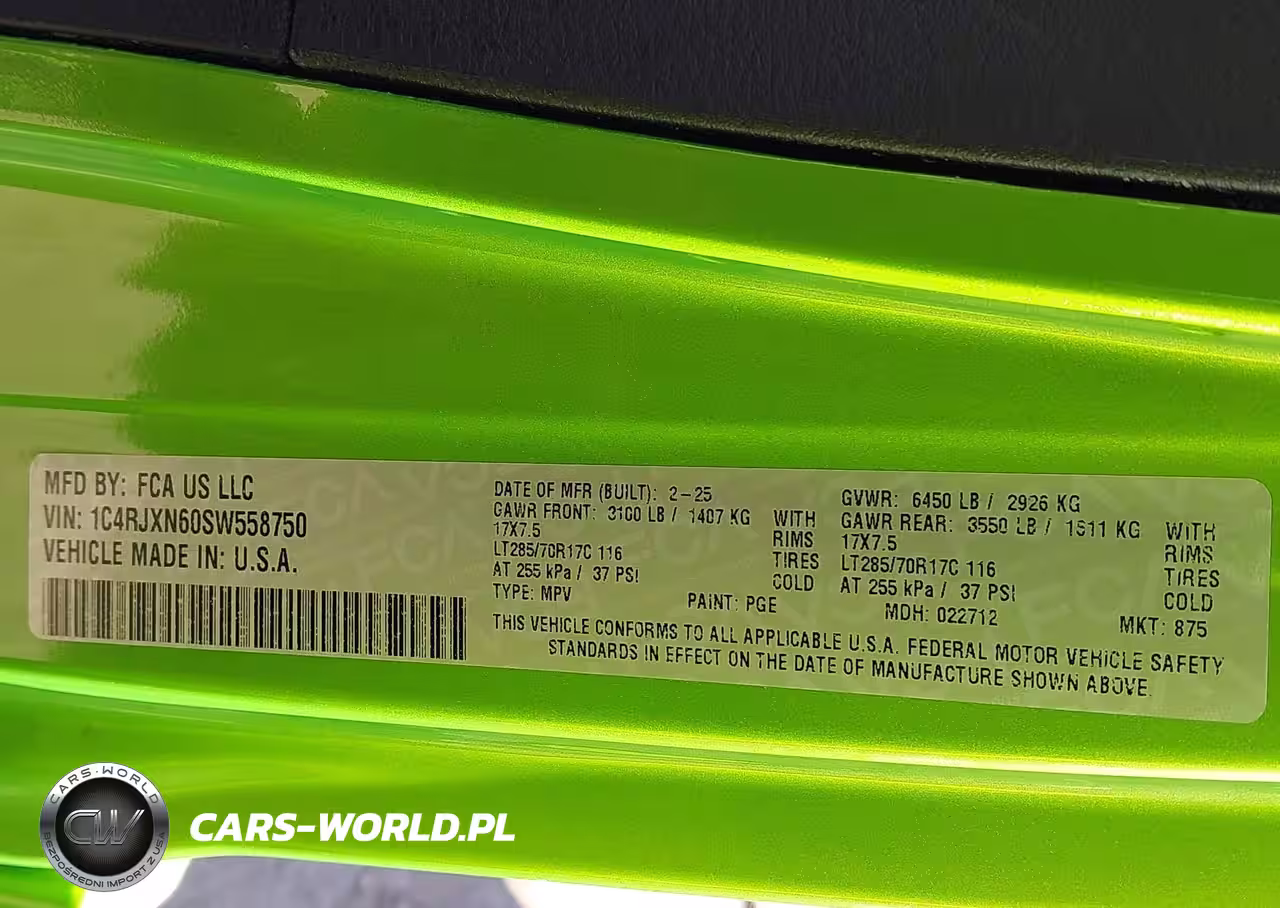 MFD BY: FCA US LLC
VIN: 1C4RJXN60SW558750
VEHICLE MADE IN: U.S.A.
DATE OF MFR (BUILT): 2-25
GAWR FRONT: 3100 LB / 1407 KG WITH
17X7.5 RIMS
LT285/70R17C 116 TIRES
AT 255 kPa / 37 PSI COLD
TYPE: MPV
PAINT: PGE
GVWR: 6450 LB / 2926 KG
GAWR REAR: 3550 LB / 1611 KG WITH
17X7.5 RIMS
LT285/70R17C 116 TIRES
AT 255 kPa / 37 PSI COLD
MDH: 022712 MKT: 875
THIS VEHICLE CONFORMS TO ALL APPLICABLE U.S.A. FEDERAL MOTOR VEHICLE SAFETY
STANDARDS IN EFFECT ON THE DATE OF MANUFACTURE SHOWN ABOVE.
CARS-WORLD
CW
BEZPOŚREDNI IMPORT Z USA
CARS-WORLD.PL